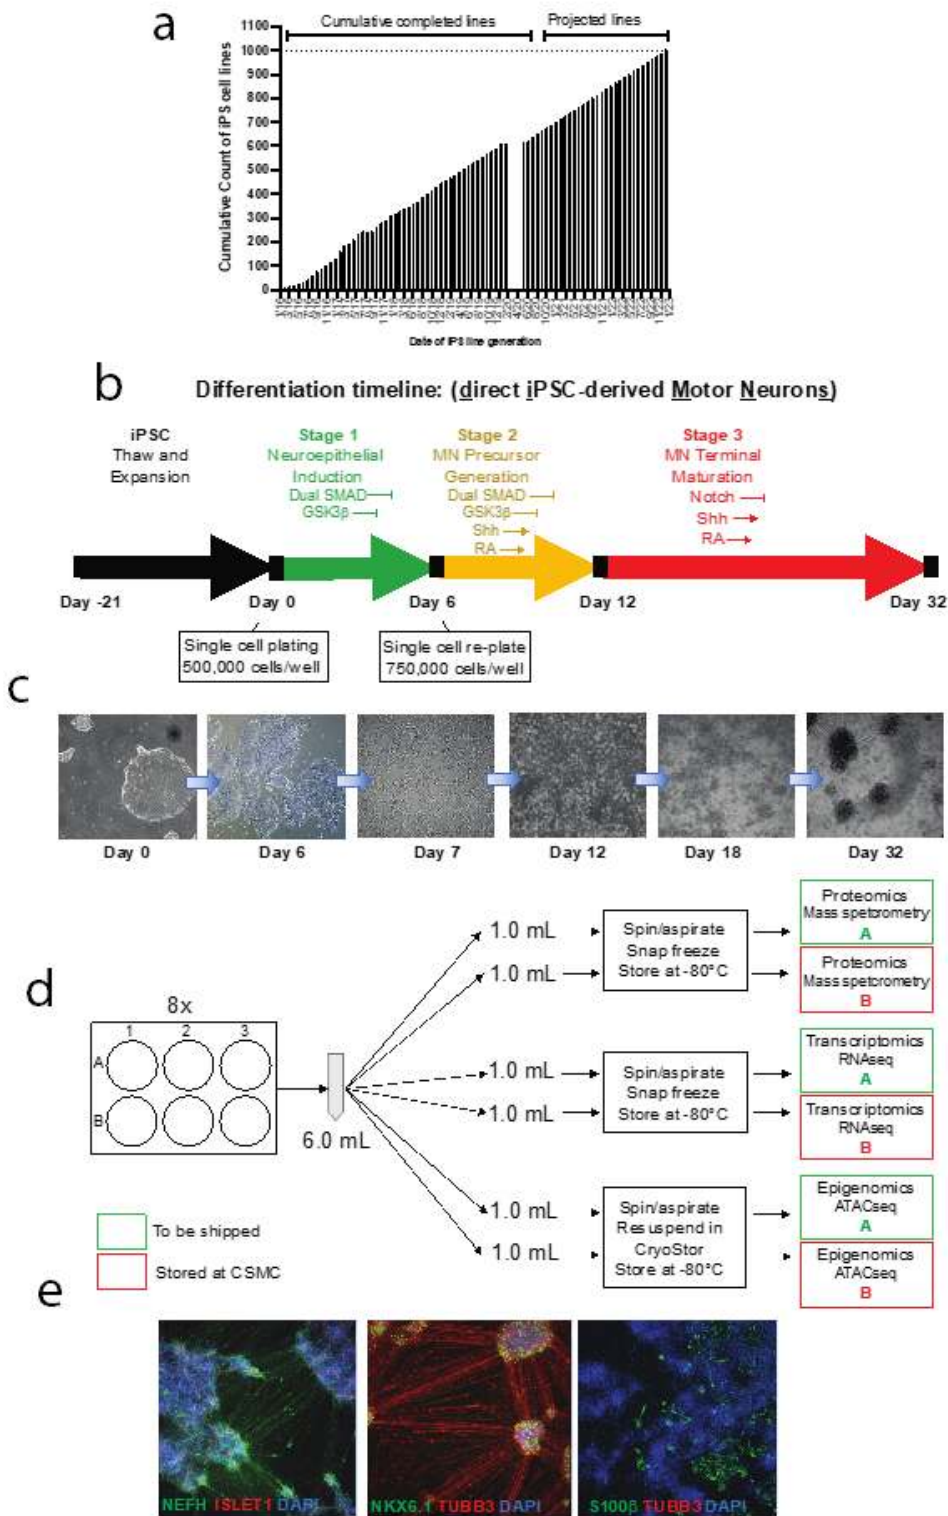 a
Cumulative completed lines
Projected lines
Cumulative Count of iPS cell lines
1100
1000
900
800
700
600
500
400
300
200
100
0
Date of iPS line generation
b
Differentiation timeline: (direct iPSC-derived Motor Neurons)
iPSC
Thaw and
Expansion
Stage 1
Neuroepithelial
Induction
Dual SMAD
GSK3β
Stage 2
MN Precursor
Generation
Dual SMAD
GSK3β
Shh
RA
Stage 3
MN Terminal
Maturation
Notch
Shh
RA
Day -21
Day 0
Day 6
Day 12
Day 32
Single cell plating
500,000 cells/well
Single cell re-plate
750,000 cells/well
c
Day 0
Day 6
Day 7
Day 12
Day 18
Day 32
d
8x
1
2
3
A
B
6.0 mL
1.0 mL
1.0 mL
Spin/aspirate
Snap freeze
Store at -80°C
Proteomics
Mass spetcrometry
A
Proteomics
Mass spetcrometry
B
1.0 mL
1.0 mL
Spin/aspirate
Snap freeze
Store at -80°C
Transcriptomics
RNAseq
A
Transcriptomics
RNAseq
B
1.0 mL
1.0 mL
Spin/aspirate
Resuspend in
CryoStor
Store at -80°C
Epigenomics
ATACseq
A
Epigenomics
ATACseq
B
To be shipped
Stored at CSMC
e
NEFH ISLET1 DAPI
NKX6.1 TUBB3 DAPI
S100β TUBB3 DAPI